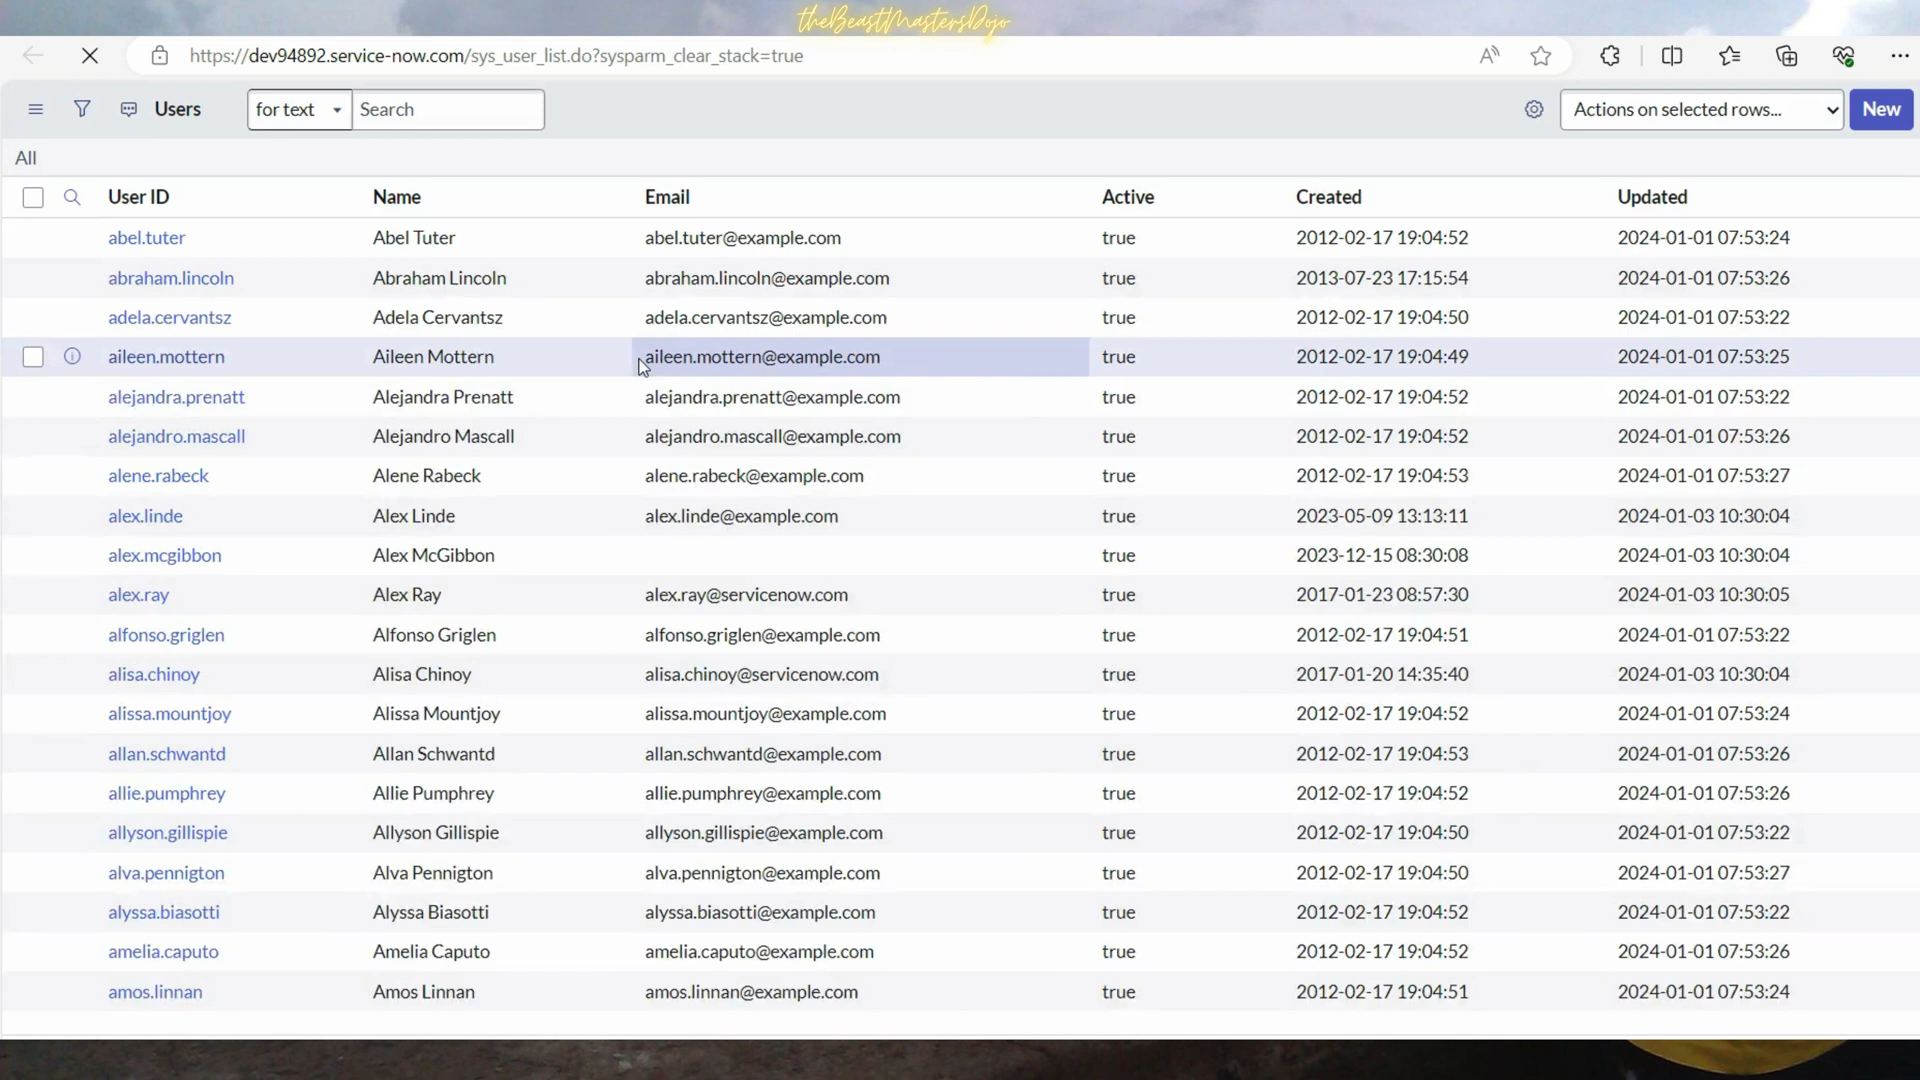 theBeastMastersDojo
https://dev94892.service-now.com/sys_user_list.do?sysparm_clear_stack=true
Users for text Search Actions on selected rows... New
All
User ID Name Email Active Created Updated
abel.tuter Abel Tuter abel.tuter@example.com true 2012-02-17 19:04:52 2024-01-01 07:53:24
abraham.lincoln Abraham Lincoln abraham.lincoln@example.com true 2013-07-23 17:15:54 2024-01-01 07:53:26
adela.cervantsz Adela Cervantsz adela.cervantsz@example.com true 2012-02-17 19:04:50 2024-01-01 07:53:22
aileen.mottern Aileen Mottern aileen.mottern@example.com true 2012-02-17 19:04:49 2024-01-01 07:53:25
alejandra.prenatt Alejandra Prenatt alejandra.prenatt@example.com true 2012-02-17 19:04:52 2024-01-01 07:53:22
alejandro.mascall Alejandro Mascall alejandro.mascall@example.com true 2012-02-17 19:04:52 2024-01-01 07:53:26
alene.rabeck Alene Rabeck alene.rabeck@example.com true 2012-02-17 19:04:53 2024-01-01 07:53:27
alex.linde Alex Linde alex.linde@example.com true 2023-05-09 13:13:11 2024-01-03 10:30:04
alex.mcgibbon Alex McGibbon true 2023-12-15 08:30:08 2024-01-03 10:30:04
alex.ray Alex Ray alex.ray@servicenow.com true 2017-01-23 08:57:30 2024-01-03 10:30:05
alfonso.griglen Alfonso Griglen alfonso.griglen@example.com true 2012-02-17 19:04:51 2024-01-01 07:53:22
alisa.chinoy Alisa Chinoy alisa.chinoy@servicenow.com true 2017-01-20 14:35:40 2024-01-03 10:30:04
alissa.mountjoy Alissa Mountjoy alissa.mountjoy@example.com true 2012-02-17 19:04:52 2024-01-01 07:53:24
allan.schwantd Allan Schwantd allan.schwantd@example.com true 2012-02-17 19:04:53 2024-01-01 07:53:26
allie.pumphrey Allie Pumphrey allie.pumphrey@example.com true 2012-02-17 19:04:52 2024-01-01 07:53:26
allyson.gillispie Allyson Gillispie allyson.gillispie@example.com true 2012-02-17 19:04:50 2024-01-01 07:53:22
alva.pennigton Alva Pennigton alva.pennigton@example.com true 2012-02-17 19:04:50 2024-01-01 07:53:27
alyssa.biasotti Alyssa Biasotti alyssa.biasotti@example.com true 2012-02-17 19:04:52 2024-01-01 07:53:22
amelia.caputo Amelia Caputo amelia.caputo@example.com true 2012-02-17 19:04:52 2024-01-01 07:53:26
amos.linnan Amos Linnan amos.linnan@example.com true 2012-02-17 19:04:51 2024-01-01 07:53:24